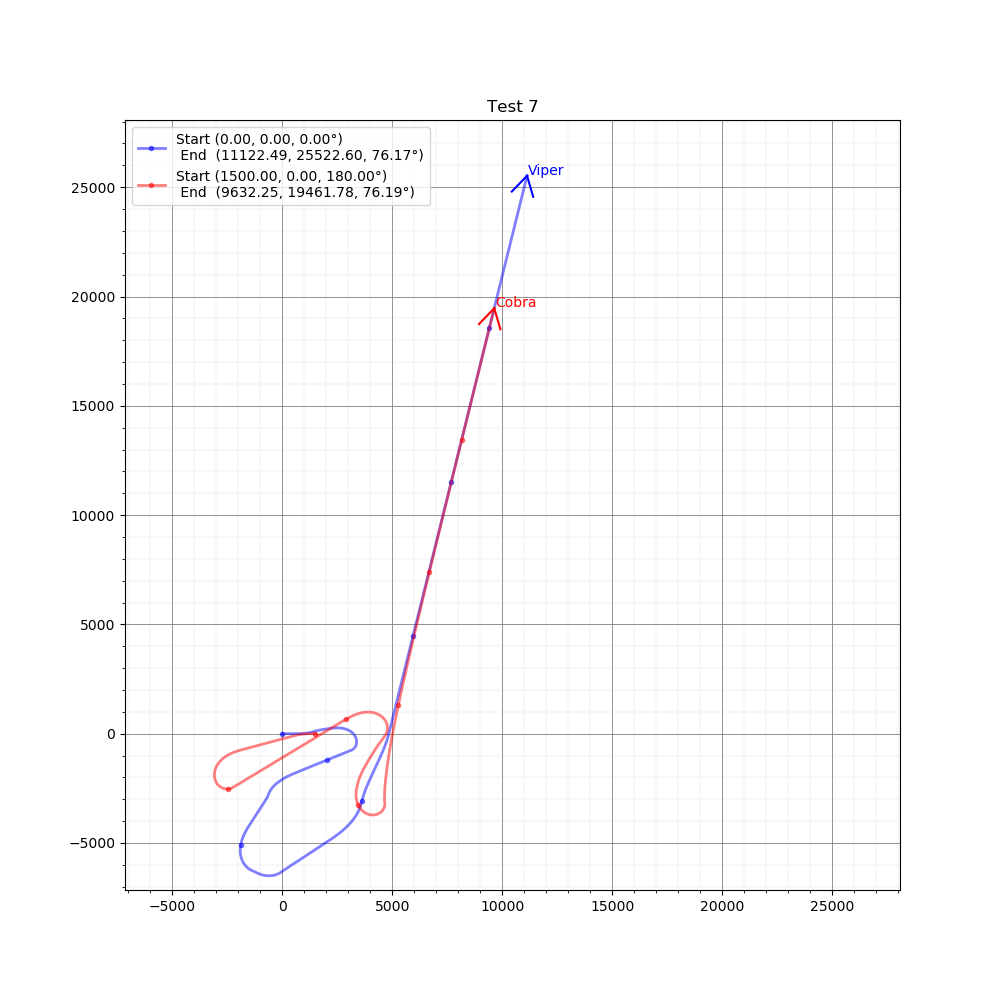 Test 7
Start (0.00, 0.00, 0.00°)
End  (11122.49, 25522.60, 76.17°)
Start (1500.00, 0.00, 180.00°)
End  (9632.25, 19461.78, 76.19°)
Viper
Cobra
25000
20000
15000
10000
5000
0
−5000
−5000
0
5000
10000
15000
20000
25000